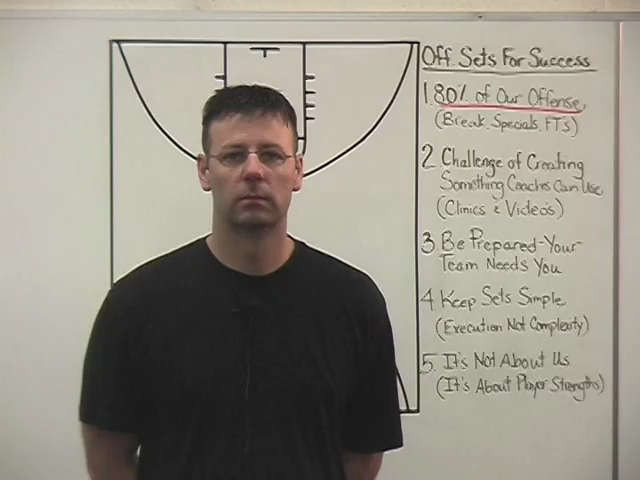 Off. Sets For Success
1. 80% of Our Offense.
(Break, Specials, FT's)
2. Challenge of Creating
Something Coaches Can Use
(Clinics & Video's)
3 Be Prepared-Your
Team Needs You
4 Keep Sets Simple
(Execution Not Complexity)
5. It's Not About Us
(It's About Player Strengths)